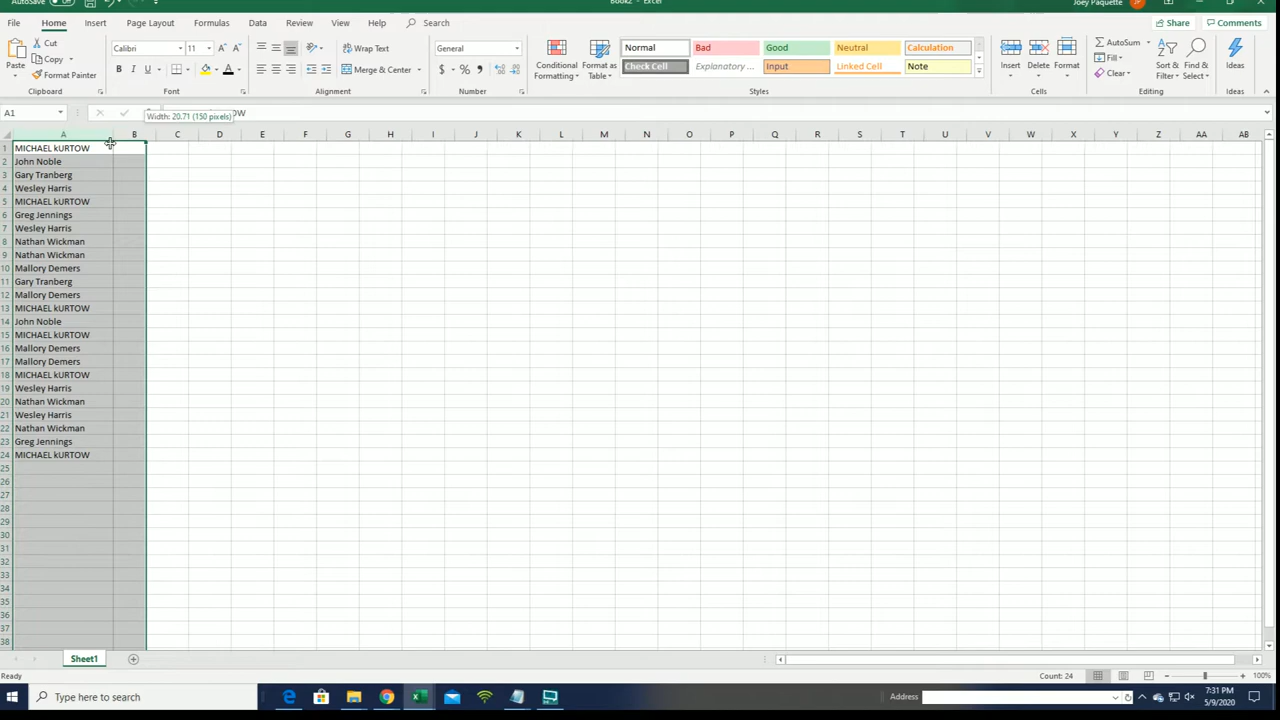 AutoSave Off Book2 - Excel Joey Paquette JP
File Home Insert Page Layout Formulas Data Review View Help Search Share Comments
Paste Cut Copy Format Painter Clipboard
Calibri 11 A A B U A Font
Wrap Text Merge & Center Alignment
General $ % 9 Number
Conditional Formatting Format as Table
Normal Bad Good Neutral Calculation
Check Cell Explanatory ... Input Linked Cell Note
Styles
Insert Delete Format Cells
AutoSum Fill Clear Sort & Filter Find & Select Editing
Ideas Ideas
A1 OW
Width: 20.71 (150 pixels)
A B C D E F G H I J K L M N O P Q R S T U V W X Y Z AA AB
1 MICHAEL kURTOW
2 John Noble
3 Gary Tranberg
4 Wesley Harris
5 MICHAEL kURTOW
6 Greg Jennings
7 Wesley Harris
8 Nathan Wickman
9 Nathan Wickman
10 Mallory Demers
11 Gary Tranberg
12 Mallory Demers
13 MICHAEL kURTOW
14 John Noble
15 MICHAEL kURTOW
16 Mallory Demers
17 Mallory Demers
18 MICHAEL kURTOW
19 Wesley Harris
20 Nathan Wickman
21 Wesley Harris
22 Nathan Wickman
23 Greg Jennings
24 MICHAEL kURTOW
25
26
27
28
29
30
31
32
33
34
35
36
37
38
Sheet1
Ready Count: 24 100%
Type here to search Address 7:31 PM
5/9/2020